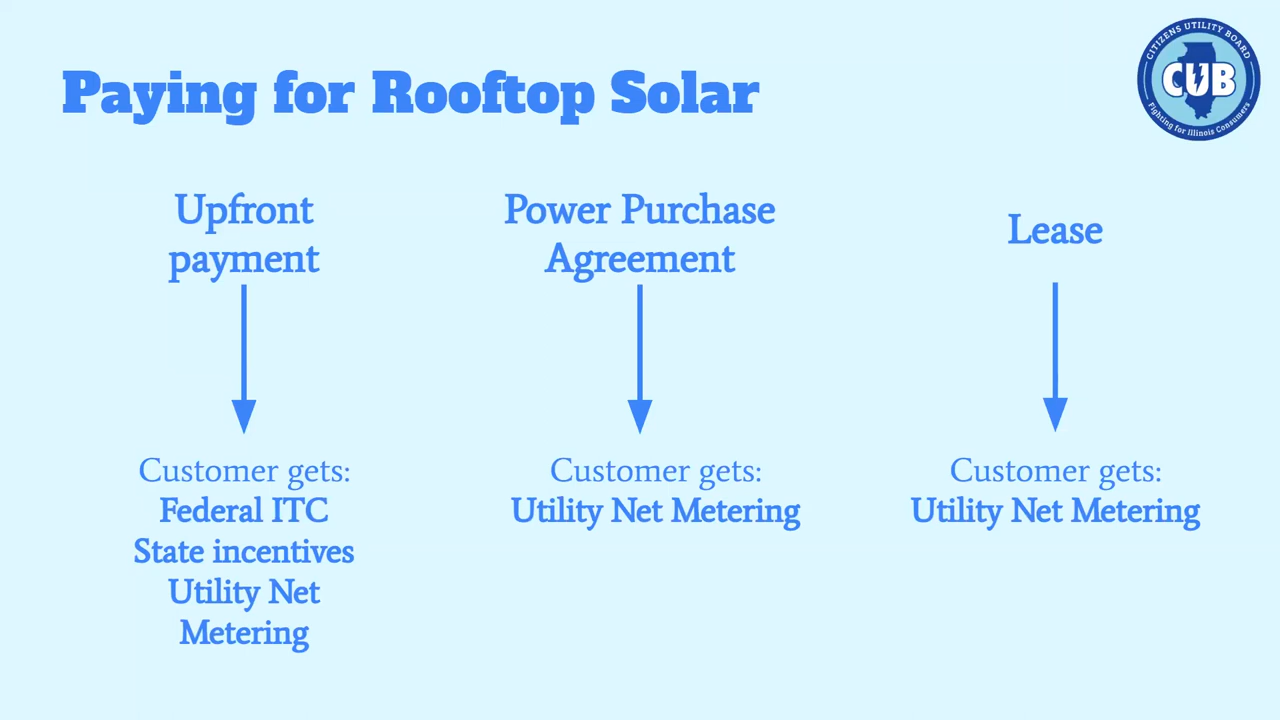 Paying for Rooftop Solar
CITIZENS UTILITY BOARD
CUB
Fighting for Illinois Consumers
Upfront
payment
Power Purchase
Agreement
Lease
Customer gets:
Federal ITC
State incentives
Utility Net
Metering
Customer gets:
Utility Net Metering
Customer gets:
Utility Net Metering